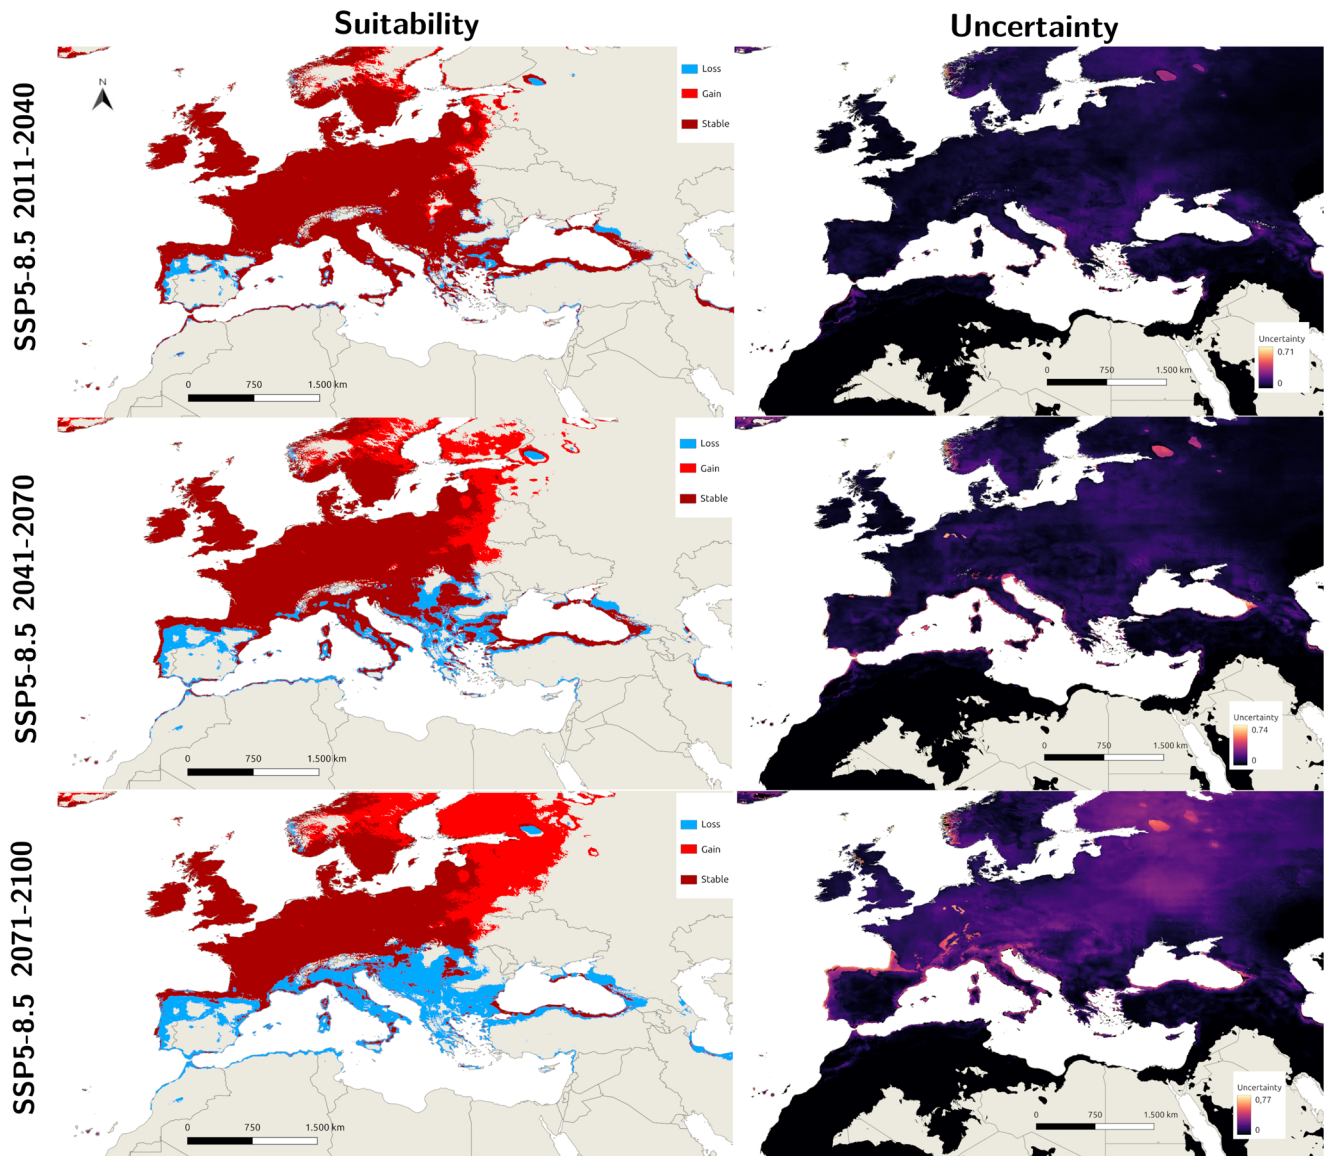 Suitability
Uncertainty
SSP5-8.5 2011-2040
N
Loss
Gain
Stable
0 750 1.500 km
Uncertainty
0.71
0
0 750 1.500 km
SSP5-8.5 2041-2070
Loss
Gain
Stable
0 750 1.500 km
Uncertainty
0.74
0
0 750 1.500 km
SSP5-8.5 2071-2100
Loss
Gain
Stable
0 750 1.500 km
Uncertainty
0,77
0
0 750 1.500 km